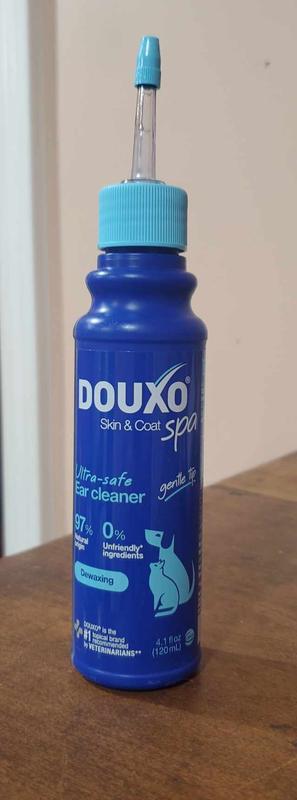 DOUXO®
Skin & Coat spa
Ultra-safe
Ear cleaner
gentle tip
97% 0%
Natural Unfriendly*
origin ingredients
Dewaxing
DOUXO® is the
#1 topical brand
recommended
by VETERINARIANS**
4.1 fl oz
(120 mL)